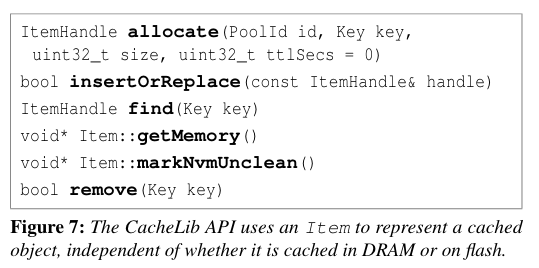 ItemHandle allocate(PoolId id, Key key,
uint32_t size, uint32_t ttlSecs = 0)
bool insertOrReplace(const ItemHandle& handle)
ItemHandle find(Key key)
void* Item::getMemory()
void* Item::markNvmUnclean()
bool remove(Key key)
Figure 7: The CacheLib API uses an Item to represent a cached
object, independent of whether it is cached in DRAM or on flash.